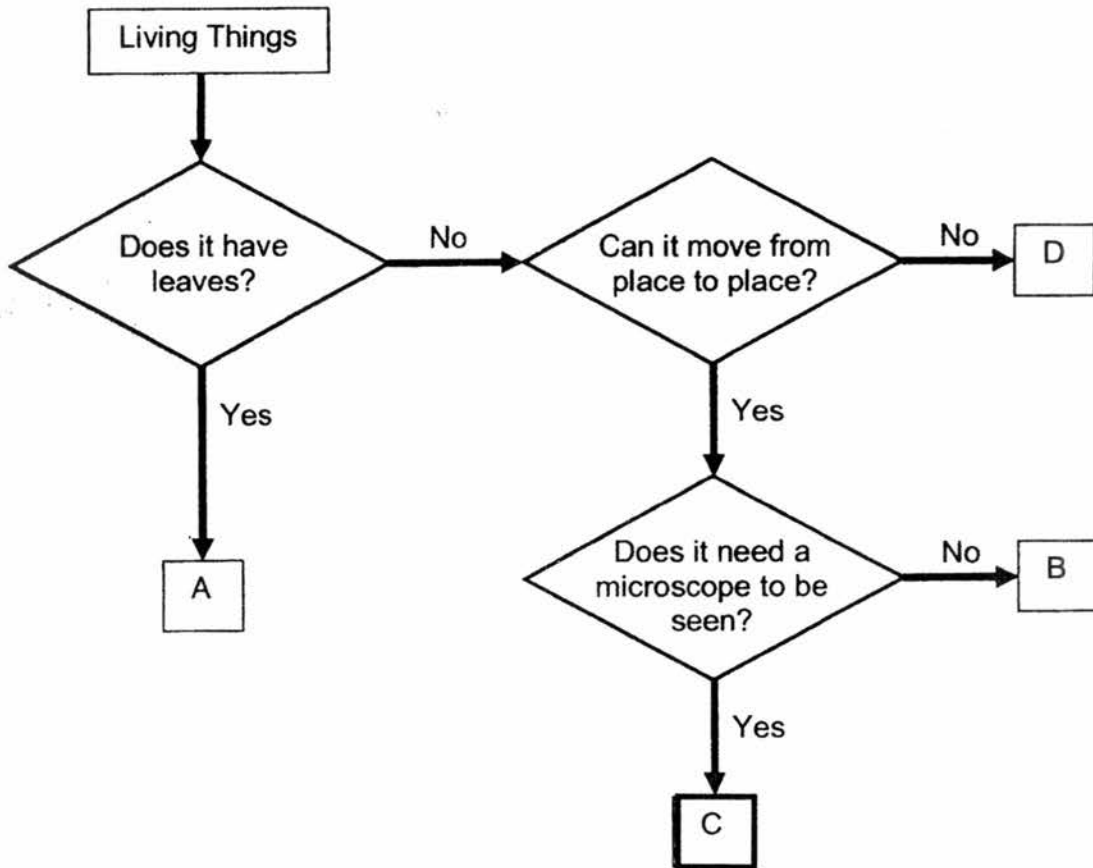 Living Things
Does it have
leaves?
No
Can it move from
place to place?
No
D
Yes
Yes
A
Does it need a
microscope to be
seen?
No
B
Yes
C